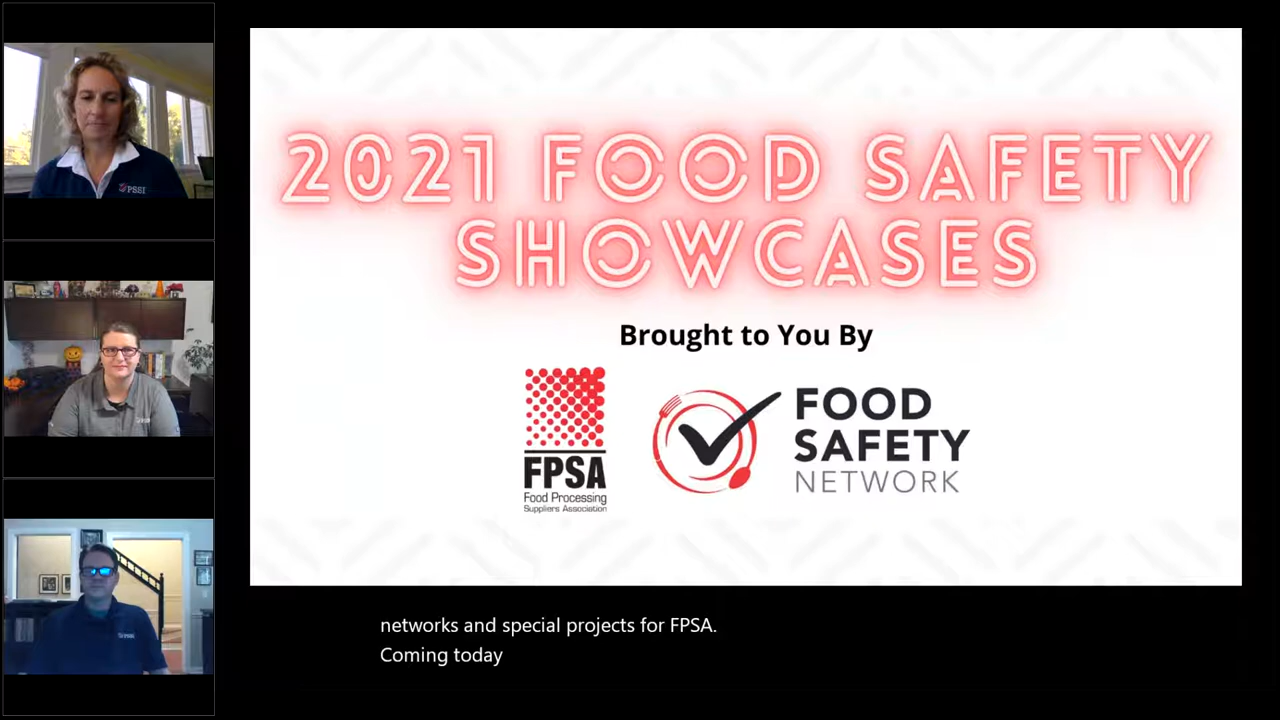 PSSI
2021 FOOD SAFETY
SHOWCASES
Brought to You By
FPSA
Food Processing
Suppliers Association
FOOD
SAFETY
NETWORK
networks and special projects for FPSA.
Coming today